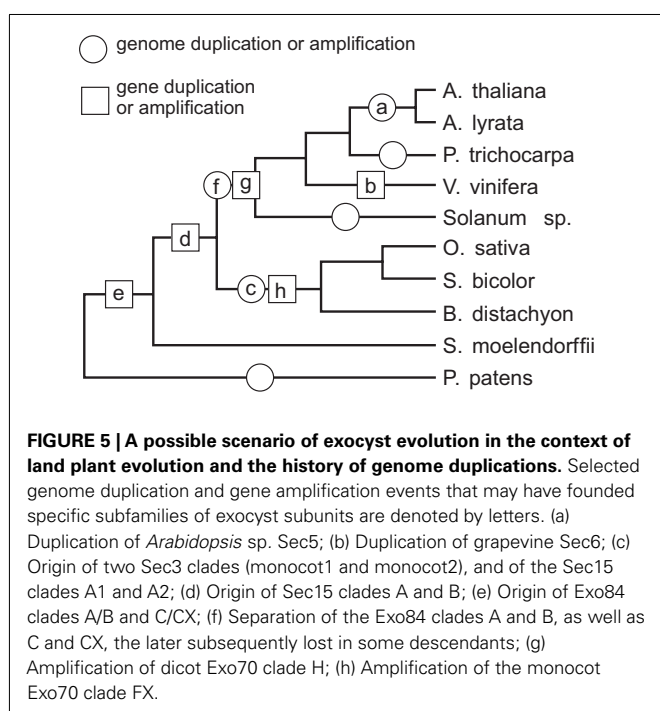 genome duplication or amplification
gene duplication
or amplification
a
A. thaliana
A. lyrata
P. trichocarpa
b
V. vinifera
f
g
Solanum sp.
d
O. sativa
c
h
S. bicolor
e
B. distachyon
S. moelendorffii
P. patens
FIGURE 5 | A possible scenario of exocyst evolution in the context of
land plant evolution and the history of genome duplications. Selected
genome duplication and gene amplification events that may have founded
specific subfamilies of exocyst subunits are denoted by letters. (a)
Duplication of Arabidopsis sp. Sec5; (b) Duplication of grapevine Sec6; (c)
Origin of two Sec3 clades (monocot1 and monocot2), and of the Sec15
clades A1 and A2; (d) Origin of Sec15 clades A and B; (e) Origin of Exo84
clades A/B and C/CX; (f) Separation of the Exo84 clades A and B, as well as
C and CX, the later subsequently lost in some descendants; (g)
Amplification of dicot Exo70 clade H; (h) Amplification of the monocot
Exo70 clade FX.